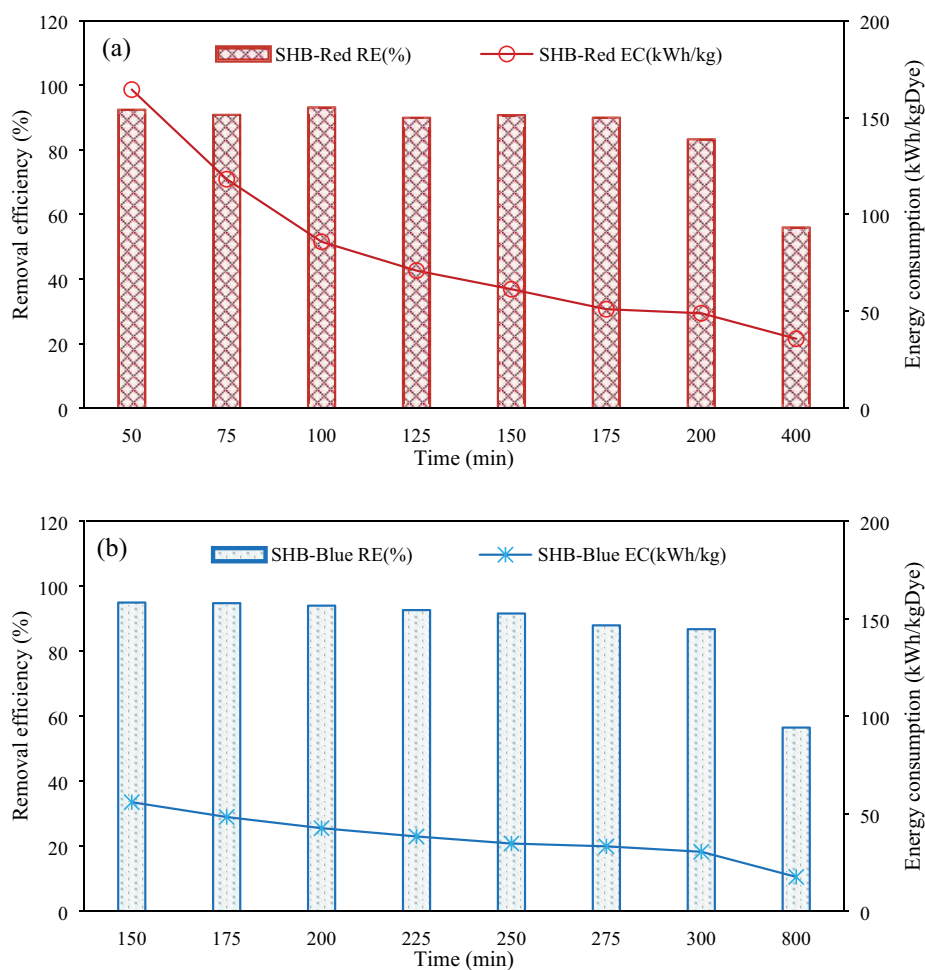 (a)
SHB-Red RE(%) SHB-Red EC(kWh/kg)
Removal efficiency (%)
120
100
80
60
40
20
0
200
150
100
50
0
Energy consumption (kWh/kgDye)
50 75 100 125 150 175 200 400
Time (min)
(b)
SHB-Blue RE(%) SHB-Blue EC(kWh/kg)
Removal efficiency (%)
120
100
80
60
40
20
0
200
150
100
50
0
Energy consumption (kWh/kgDye)
150 175 200 225 250 275 300 800
Time (min)